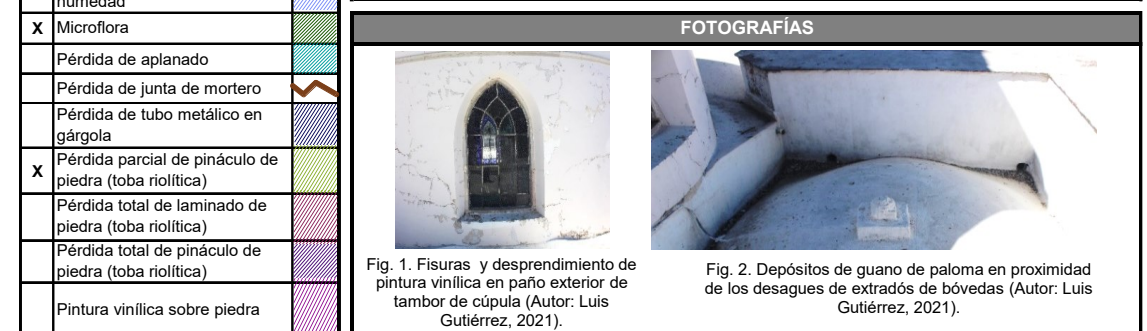 humedad
X Microflora
Pérdida de aplanado
Pérdida de junta de mortero
Pérdida de tubo metálico en
gárgola
X Pérdida parcial de pináculo de
piedra (toba riolítica)
Pérdida total de laminado de
piedra (toba riolítica)
Pérdida total de pináculo de
piedra (toba riolítica)
Pintura vinílica sobre piedra
FOTOGRAFÍAS
Fig. 1. Fisuras y desprendimiento de
pintura vinílica en paño exterior de
tambor de cúpula (Autor: Luis
Gutiérrez, 2021).
Fig. 2. Depósitos de guano de paloma en proximidad
de los desagues de extradós de bóvedas (Autor: Luis
Gutiérrez, 2021).